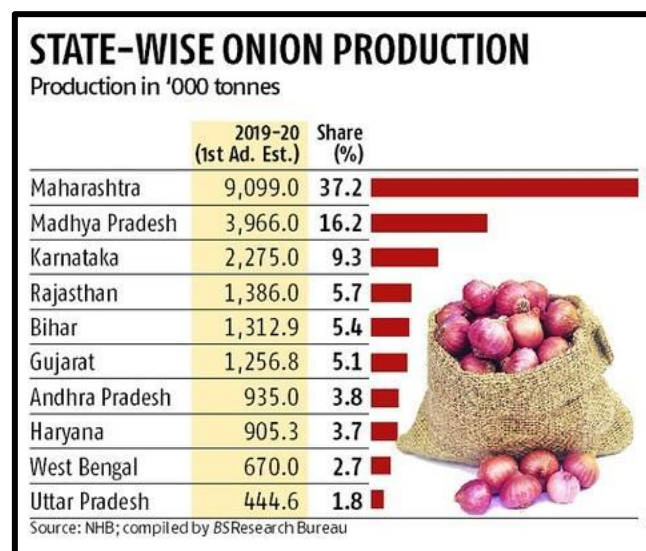 STATE-WISE ONION PRODUCTION
Production in '000 tonnes
2019-20 Share
(1st Ad. Est.) (%)
Maharashtra 9,099.0 37.2
Madhya Pradesh 3,966.0 16.2
Karnataka 2,275.0 9.3
Rajasthan 1,386.0 5.7
Bihar 1,312.9 5.4
Gujarat 1,256.8 5.1
Andhra Pradesh 935.0 3.8
Haryana 905.3 3.7
West Bengal 670.0 2.7
Uttar Pradesh 444.6 1.8
Source: NHB; compiled by BS Research Bureau